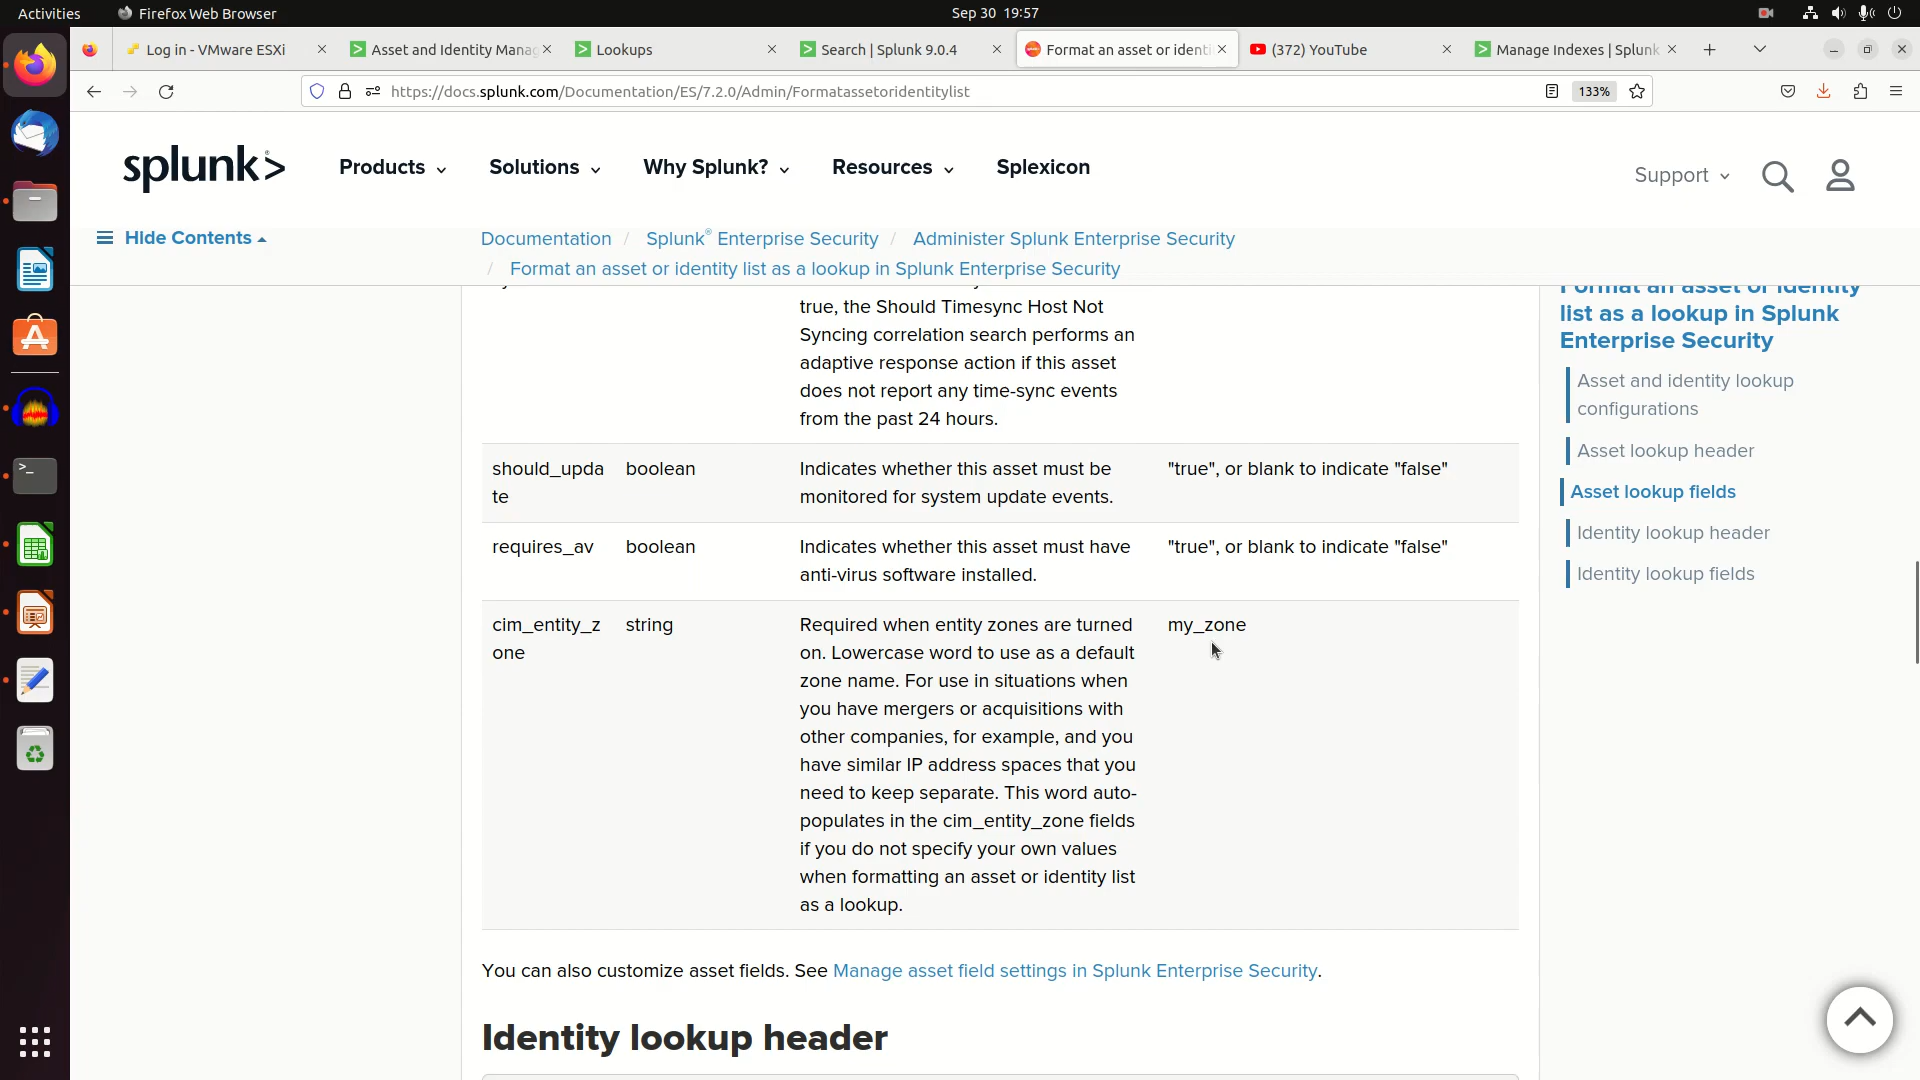 Activities
Firefox Web Browser
Sep 30 19:57
Log in - VMware ESXi
Asset and Identity Manag
Lookups
Search | Splunk 9.0.4
Format an asset or identi
(372) YouTube
Manage Indexes | Splunk
https://docs.splunk.com/Documentation/ES/7.2.0/Admin/Formatassetoridentitylist
133%
splunk>
Products
Solutions
Why Splunk?
Resources
Splexicon
Support
Hide Contents
Documentation / Splunk® Enterprise Security / Administer Splunk Enterprise Security
/ Format an asset or identity list as a lookup in Splunk Enterprise Security
true, the Should Timesync Host Not
Syncing correlation search performs an
adaptive response action if this asset
does not report any time-sync events
from the past 24 hours.
should_upda
te
boolean
Indicates whether this asset must be
monitored for system update events.
"true", or blank to indicate "false"
requires_av
boolean
Indicates whether this asset must have
anti-virus software installed.
"true", or blank to indicate "false"
cim_entity_z
one
string
Required when entity zones are turned
on. Lowercase word to use as a default
zone name. For use in situations when
you have mergers or acquisitions with
other companies, for example, and you
have similar IP address spaces that you
need to keep separate. This word auto-
populates in the cim_entity_zone fields
if you do not specify your own values
when formatting an asset or identity list
as a lookup.
my_zone
You can also customize asset fields. See Manage asset field settings in Splunk Enterprise Security.
Identity lookup header
Format an asset or identity
list as a lookup in Splunk
Enterprise Security
Asset and identity lookup
configurations
Asset lookup header
Asset lookup fields
Identity lookup header
Identity lookup fields